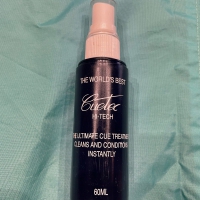 THE WORLD'S BEST
Cuetec
HI-TECH
THE ULTIMATE CUE TREATMENT
CLEANS AND CONDITIONS
INSTANTLY
60ML